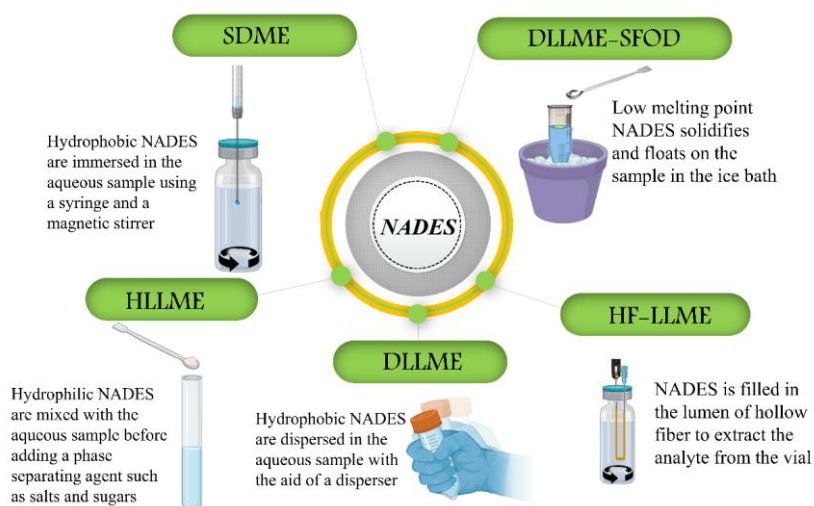 SDME
Hydrophobic NADES
are immersed in the
aqueous sample using
a syringe and a
magnetic stirrer
DLLME-SFOD
Low melting point
NADES solidifies
and floats on the
sample in the ice bath
NADES
HLLME
Hydrophilic NADES
are mixed with the
aqueous sample before
adding a phase
separating agent such
as salts and sugars
DLLME
Hydrophobic NADES
are dispersed in the
aqueous sample with
the aid of a disperser
HF-LLME
NADES is filled in
the lumen of hollow
fiber to extract the
analyte from the vial